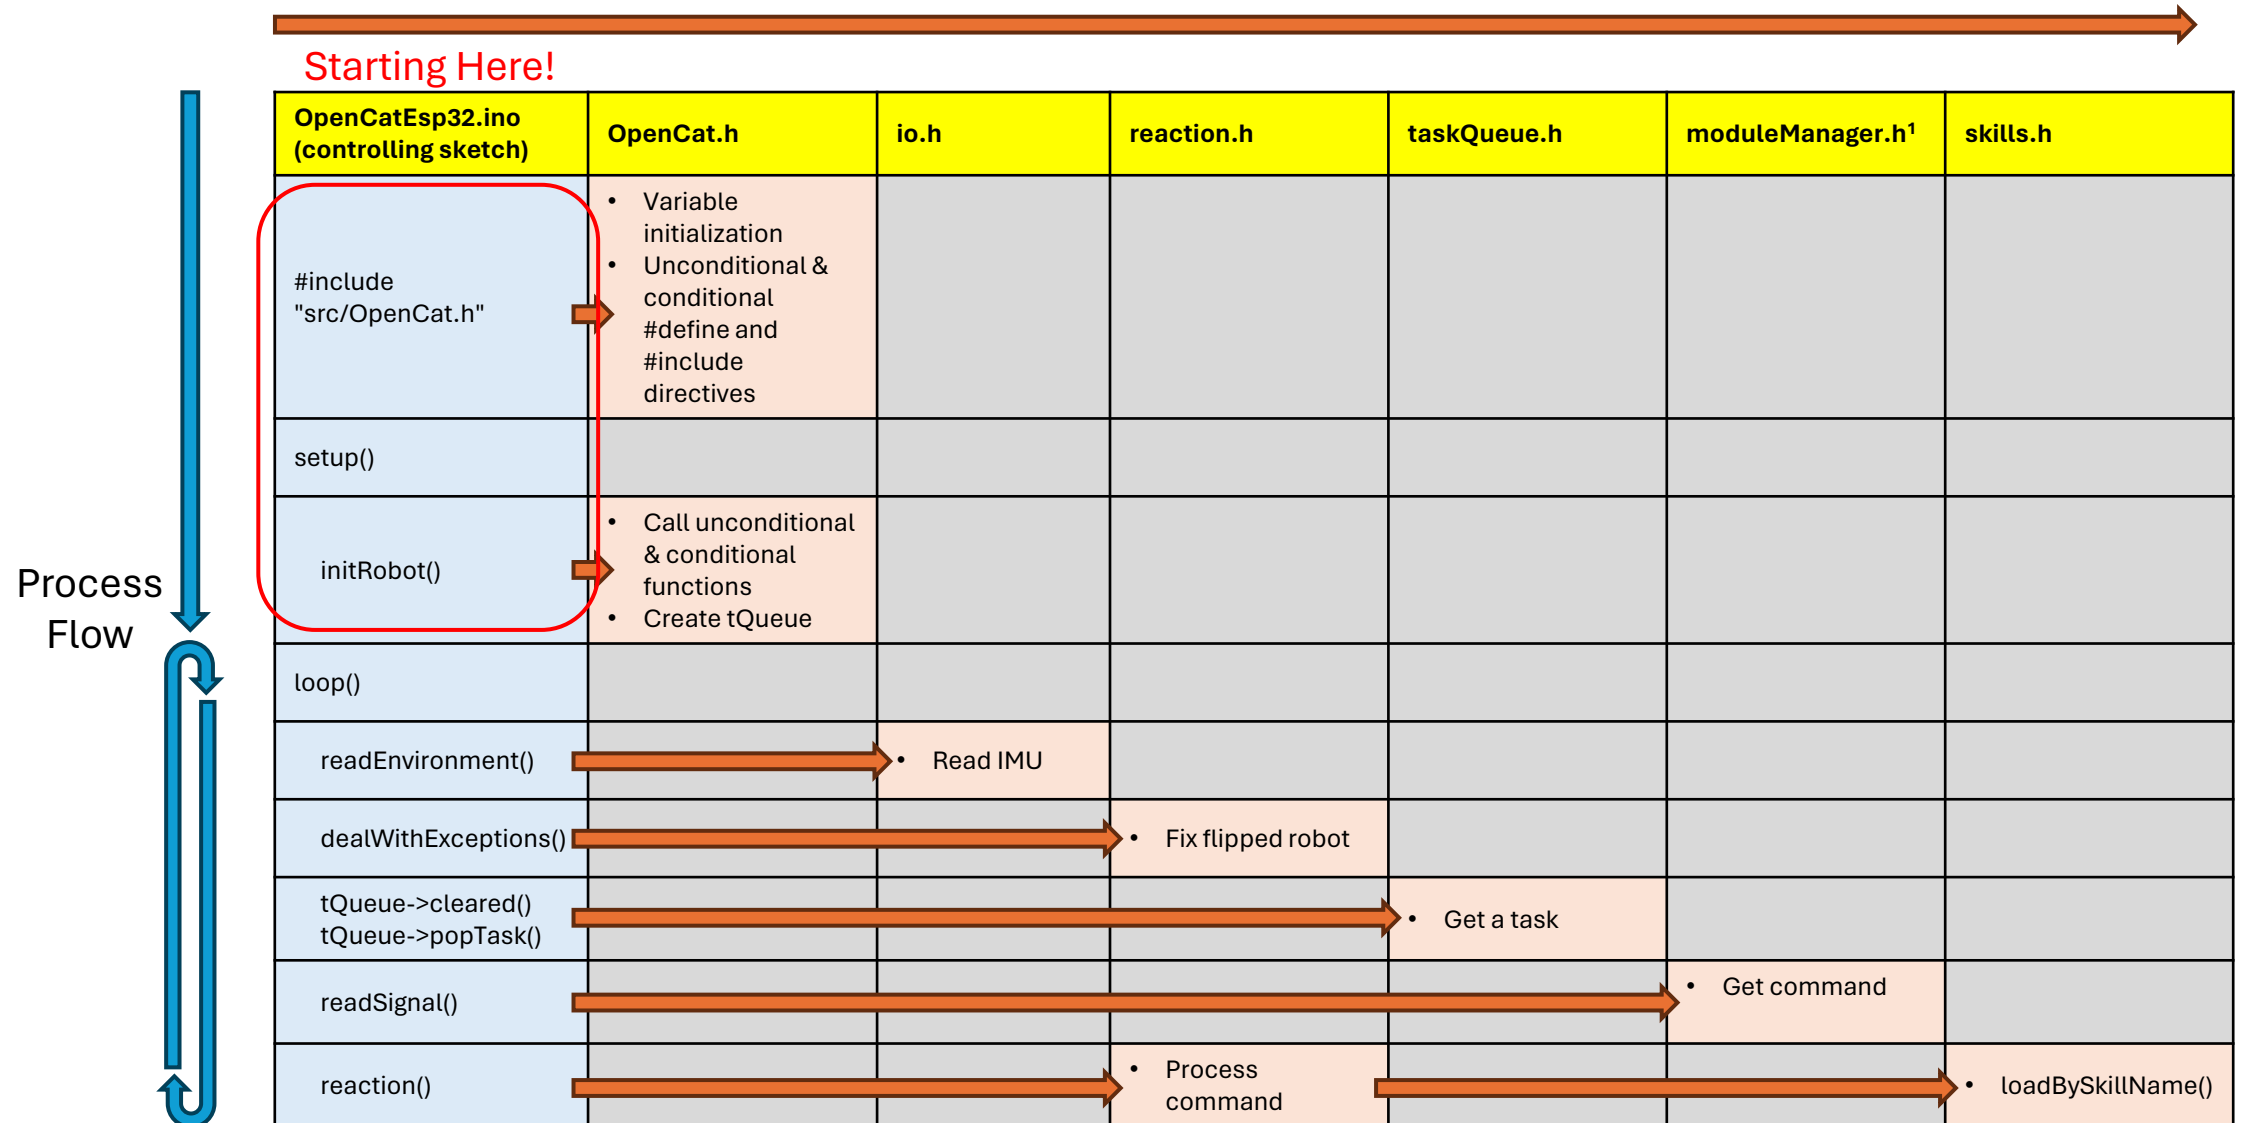 Starting Here!
OpenCatEsp32.ino
(controlling sketch)
OpenCat.h
io.h
reaction.h
taskQueue.h
moduleManager.h¹
skills.h
#include
"src/OpenCat.h"
• Variable
initialization
• Unconditional &
conditional
#define and
#include
directives
setup()
initRobot()
• Call unconditional
& conditional
functions
• Create tQueue
Process
Flow
loop()
readEnvironment()
• Read IMU
dealWithExceptions()
• Fix flipped robot
tQueue->cleared()
tQueue->popTask()
• Get a task
readSignal()
• Get command
reaction()
• Process
command
• loadBySkillName()